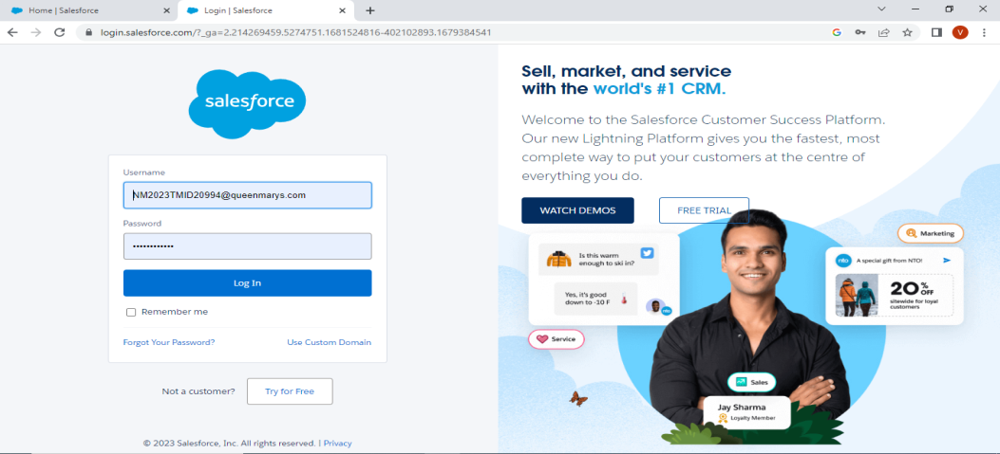 Home | Salesforce
Login | Salesforce
login.salesforce.com/?_ga=2.214269459.5274751.1681524816-402102893.1679384541
V
salesforce
Username
NM2023TMID20994@queenmarys.com
Password
Log In
Remember me
Forgot Your Password?
Use Custom Domain
Not a customer?
Try for Free
© 2023 Salesforce, Inc. All rights reserved. | Privacy
Sell, market, and service
with the world's #1 CRM.
Welcome to the Salesforce Customer Success Platform.
Our new Lightning Platform gives you the fastest, most
complete way to put your customers at the centre of
everything you do.
WATCH DEMOS
FREE TRIAL
Is this warm
enough to ski in?
Yes, it's good
down to -10 F
nto
Service
Marketing
nto
A special gift from NTO!
20% OFF
sitewide for loyal
customers
Sales
Jay Sharma
Loyalty Member